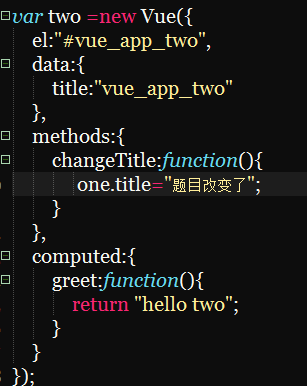 var two =new Vue({
el:"#vue_app_two",
data:{
title:"vue_app_two"
},
methods:{
changeTitle:function(){
one.title="题目改变了";
}
},
computed:{
greet:function(){
return "hello two";
}
}
});